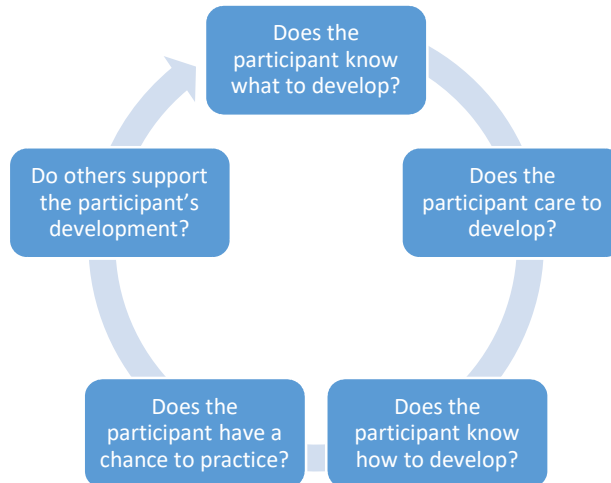 Does the
participant know
what to develop?
Does the
participant care to
develop?
Does the
participant know
how to develop?
Does the
participant have a
chance to practice?
Do others support
the participant’s
development?